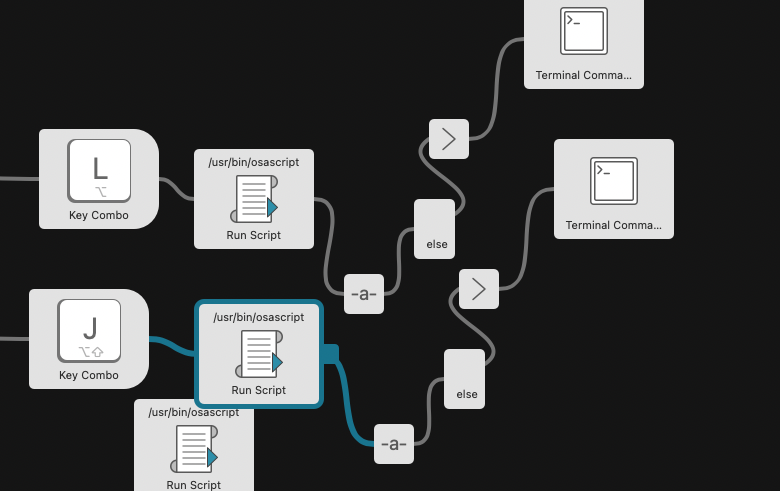 >_
Terminal Comma...
L
⌥
Key Combo
/usr/bin/osascript
Run Script
>_
Terminal Comma...
else
-a-
J
⌥⇧
Key Combo
/usr/bin/osascript
Run Script
else
-a-
/usr/bin/osascript
Run Script